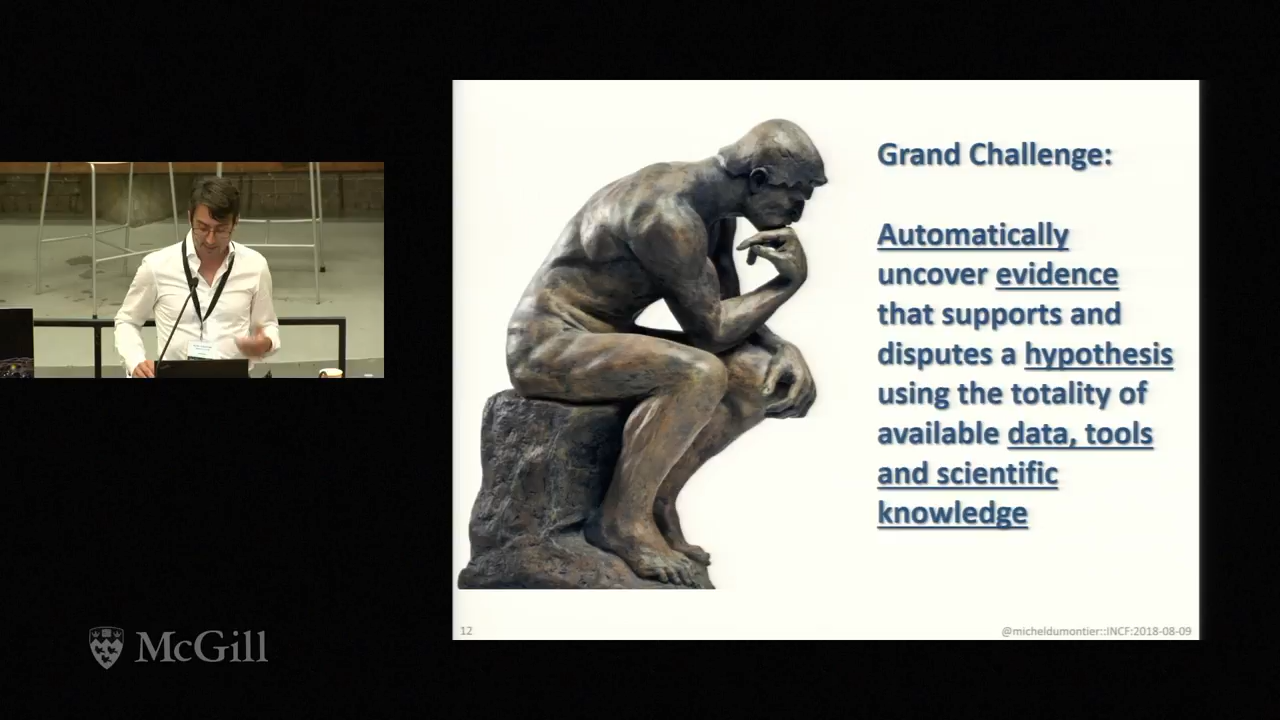 Grand Challenge:
Automatically
uncover evidence
that supports and
disputes a hypothesis
using the totality of
available data, tools
and scientific
knowledge
12
@micheldumontier::INCF:2018-08-09
McGill